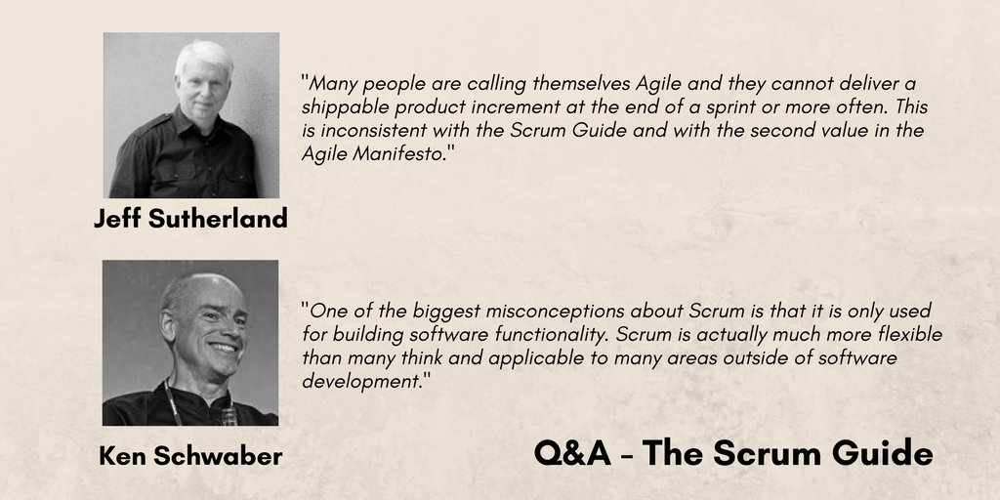 "Many people are calling themselves Agile and they cannot deliver a
shippable product increment at the end of a sprint or more often. This
is inconsistent with the Scrum Guide and with the second value in the
Agile Manifesto."
Jeff Sutherland
"One of the biggest misconceptions about Scrum is that it is only used
for building software functionality. Scrum is actually much more flexible
than many think and applicable to many areas outside of software
development."
Ken Schwaber
Q&A - The Scrum Guide